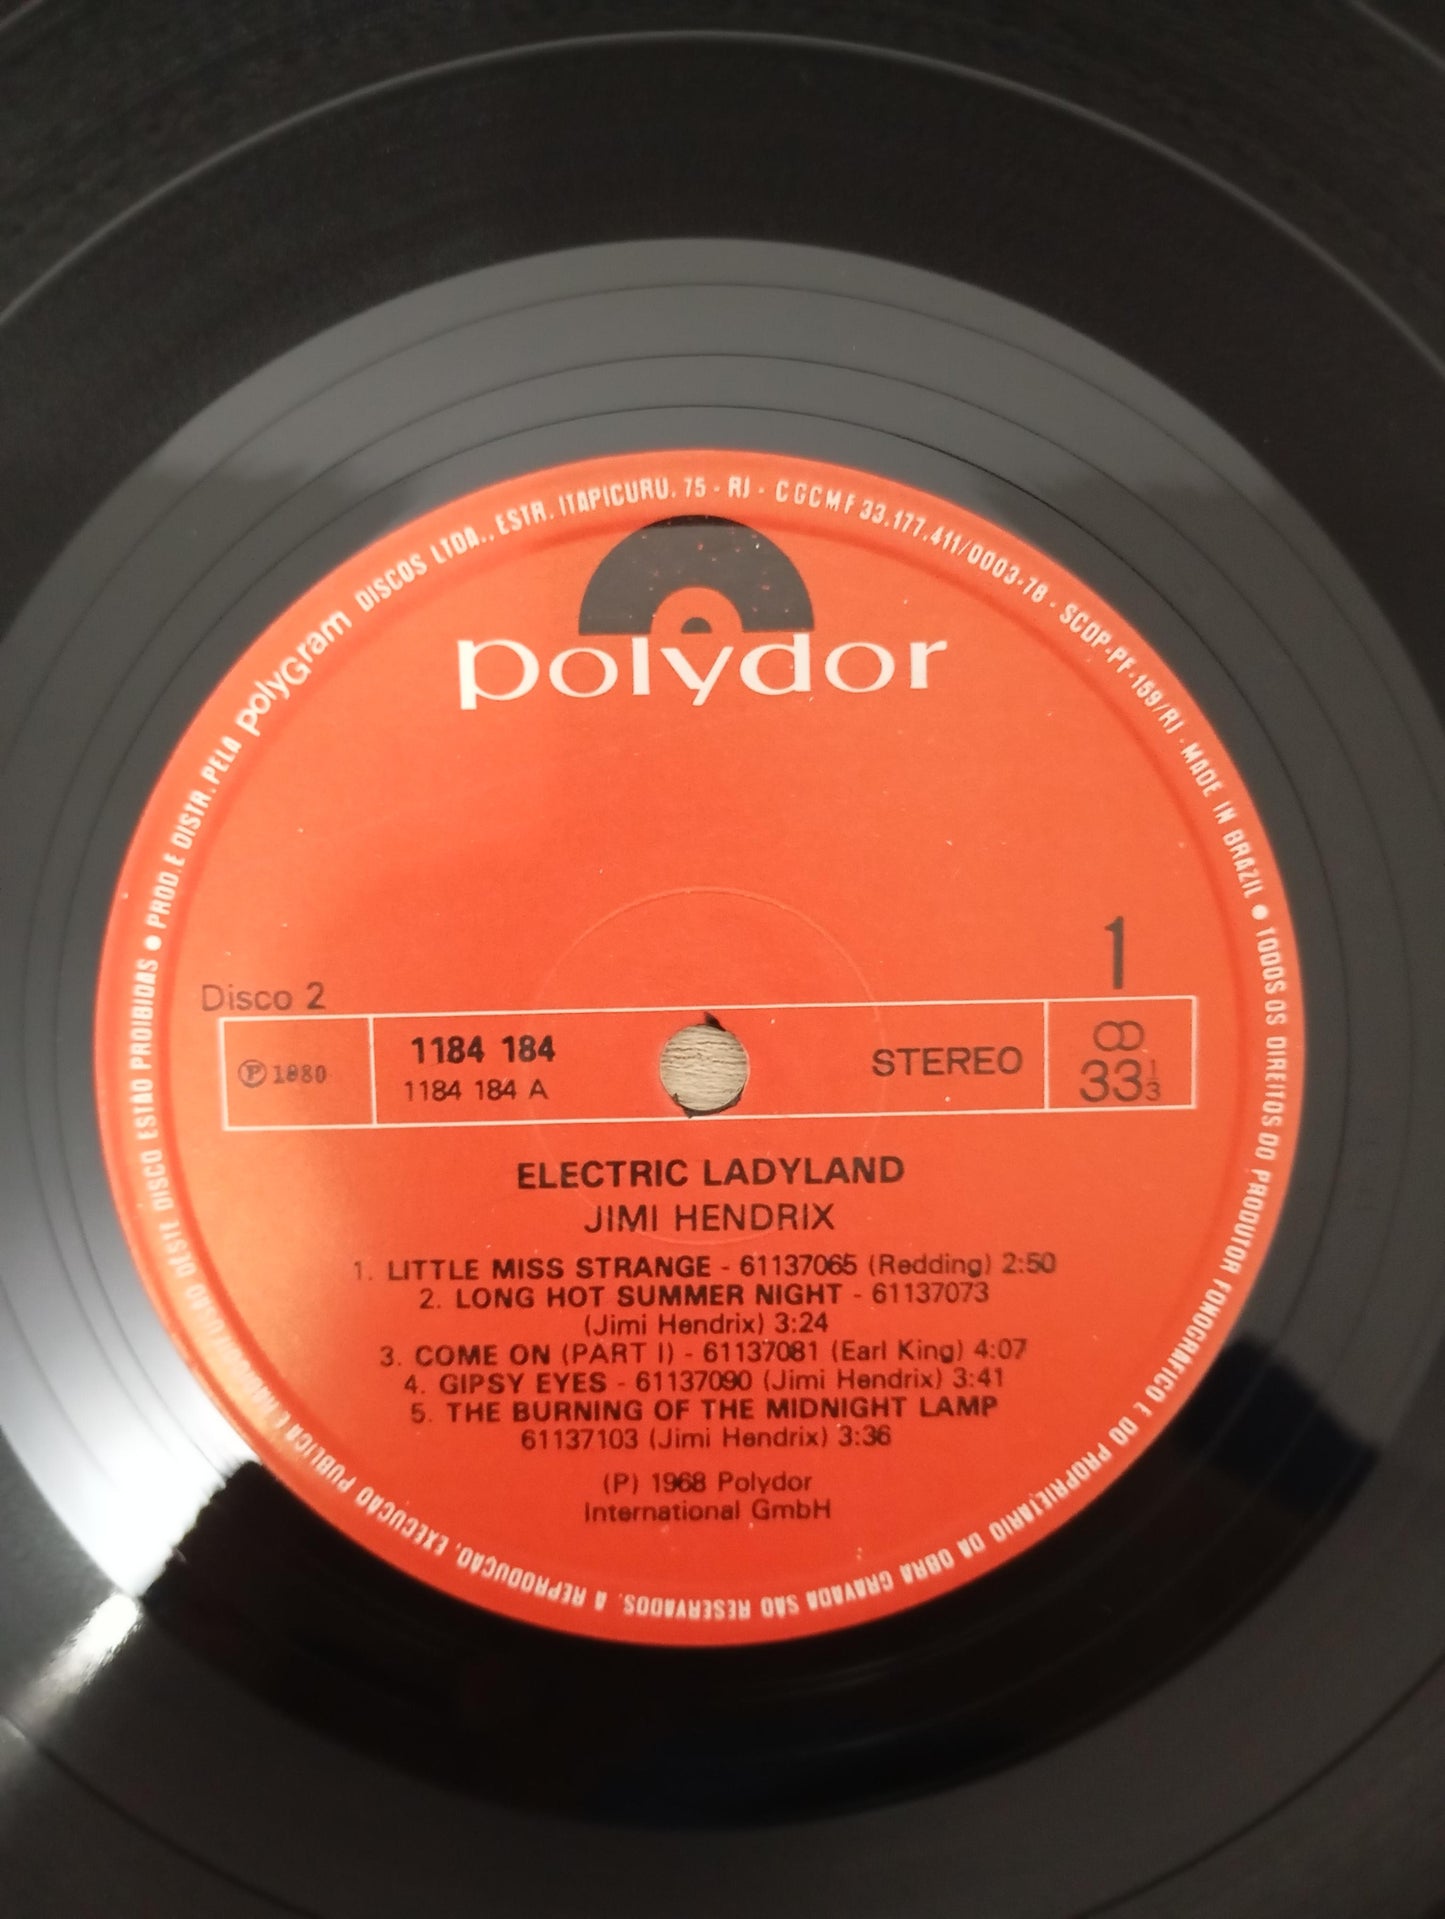 PROD. E DISTR. PELA polyGram DISCOS LTDA., ESTR. ITAPICURU, 75 - RJ - CGCMF 33.177.411/0003-78 - SCDP-PF-159/RJ - MADE IN BRAZIL ● TODOS OS DIREITOS DO PRODUTOR FONOGRÁFICO E DO PROPRIETÁRIO DA OBRA GRAVADA SÃO RESERVADOS. A REPRODUÇÃO, EXECUÇÃO PÚBLICA E RADIODIFUSÃO DESTE DISCO ESTÃO PROIBIDAS ●
polydor
1
Disco 2
℗ 1980
1184 184
1184 184 A
STEREO
33 1/3
ELECTRIC LADYLAND
JIMI HENDRIX
1. LITTLE MISS STRANGE - 61137065 (Redding) 2:50
2. LONG HOT SUMMER NIGHT - 61137073
(Jimi Hendrix) 3:24
3. COME ON (PART I) - 61137081 (Earl King) 4:07
4. GIPSY EYES - 61137090 (Jimi Hendrix) 3:41
5. THE BURNING OF THE MIDNIGHT LAMP
61137103 (Jimi Hendrix) 3:36
(P) 1968 Polydor
International GmbH